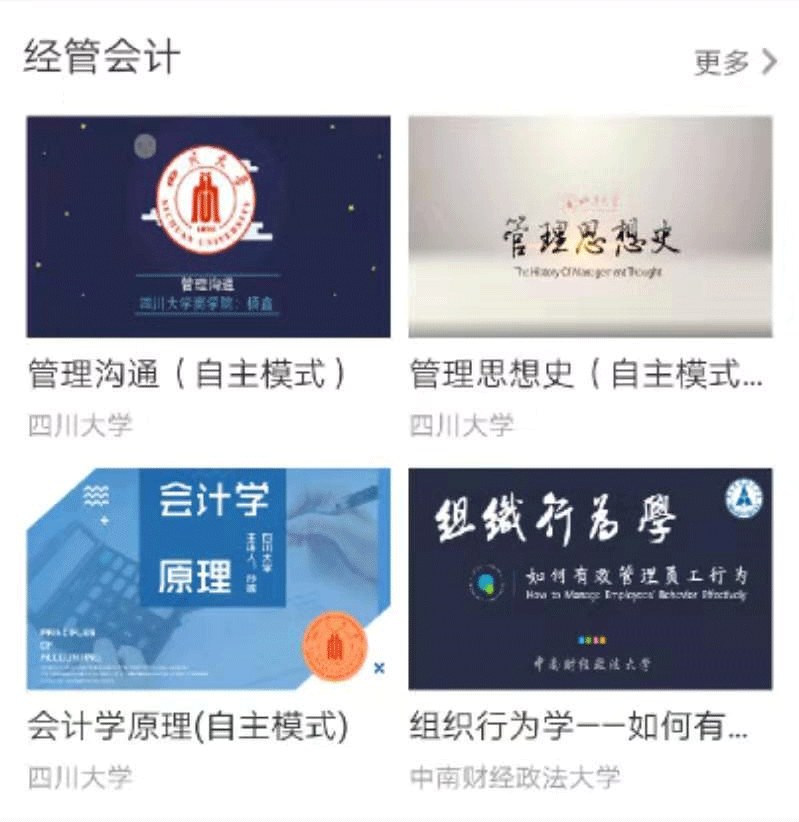 经管会计
更多
四川大学
SICHUAN UNIVERSITY
1896
管理沟通
四川大学商学院：杨鑫
管理思想史
The History Of Management Thought
管理沟通（自主模式）
管理思想史（自主模式...
四川大学
四川大学
会计学
原理
四川大学
主讲人：
PRINCIPLES
OF
ACCOUNTING
组织行为學
如何有效管理员工行为
How to Manage Employees' Behavior Effectively
中南财经政法大学
会计学原理(自主模式)
组织行为学——如何有...
四川大学
中南财经政法大学